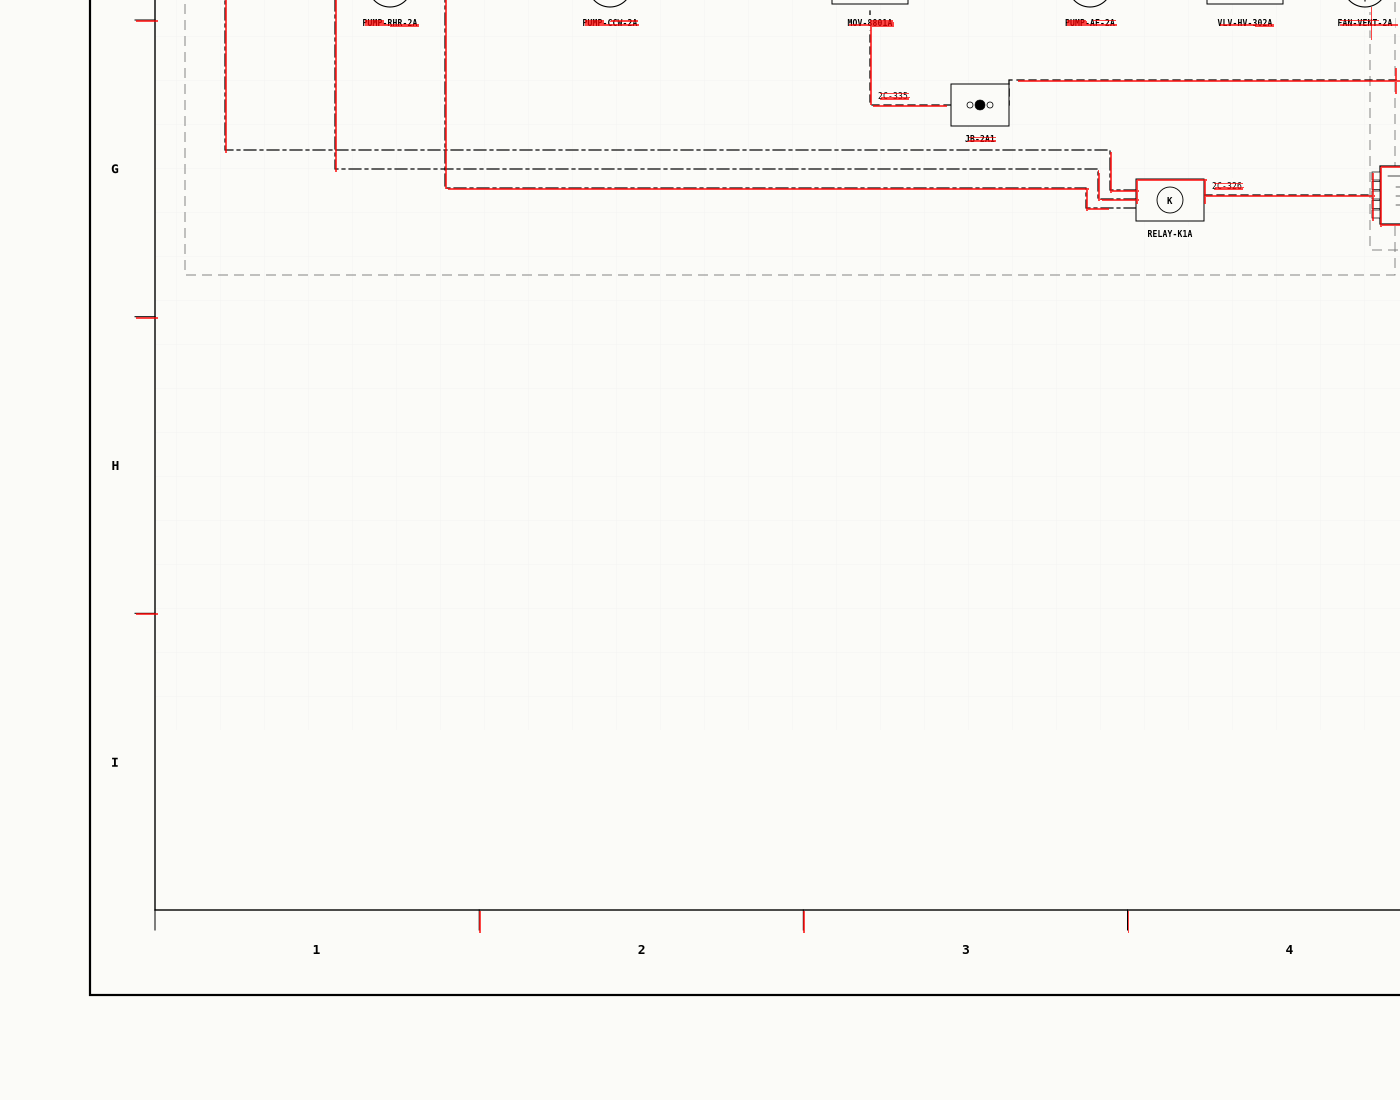 PUMP-RHR-2A PUMP-CCW-2A MOV-8801A PUMP-AF-2A VLV-HV-302A FAN-VENT-2A
2C-335
JB-2A1
G
2C-326
K
RELAY-K1A
H
I
1 2 3 4